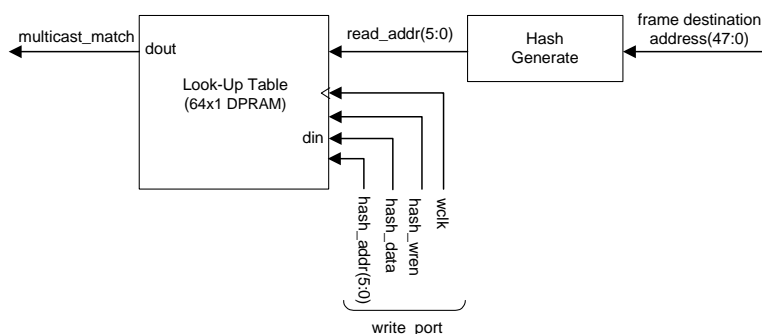 multicast_match
dout
Look-Up Table
(64x1 DPRAM)
din
read_addr(5:0)
Hash
Generate
frame destination
address(47:0)
hash_addr(5:0)
hash_data
hash_wren
wclk
write_port